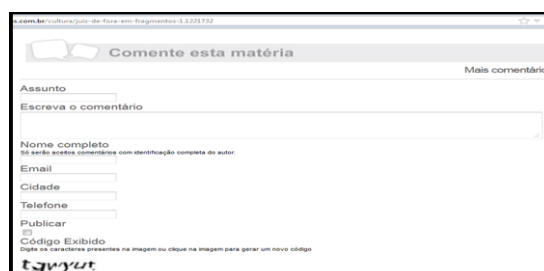 s.com.br/cultura/juiz-de-fora-em-fragmentos-1.1221732
Comente esta matéria
Mais comentário
Assunto
Escreva o comentário
Nome completo
Só serão aceitos comentários com identificação completa do autor.
Email
Cidade
Telefone
Publicar
Código Exibido
Digite os caracteres presentes na imagem ou clique na imagem para gerar um novo código